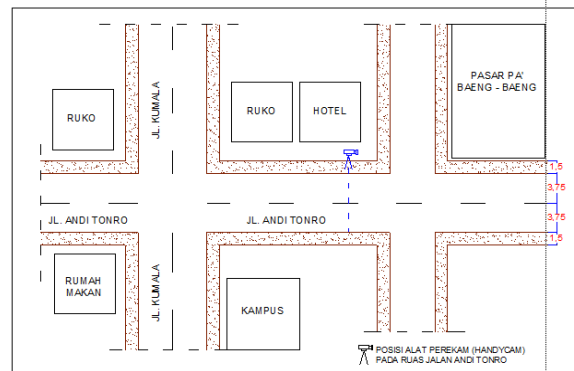 PASAR PA'
BAENG - BAENG
RUKO
JL. KUMALA
RUKO
HOTEL
1,5
3,75
3,75
1,5
JL. ANDI TONRO
JL. ANDI TONRO
RUMAH
MAKAN
JL. KUMALA
KAMPUS
POSISI ALAT PEREKAM (HANDYCAM)
PADA RUAS JALAN ANDI TONRO